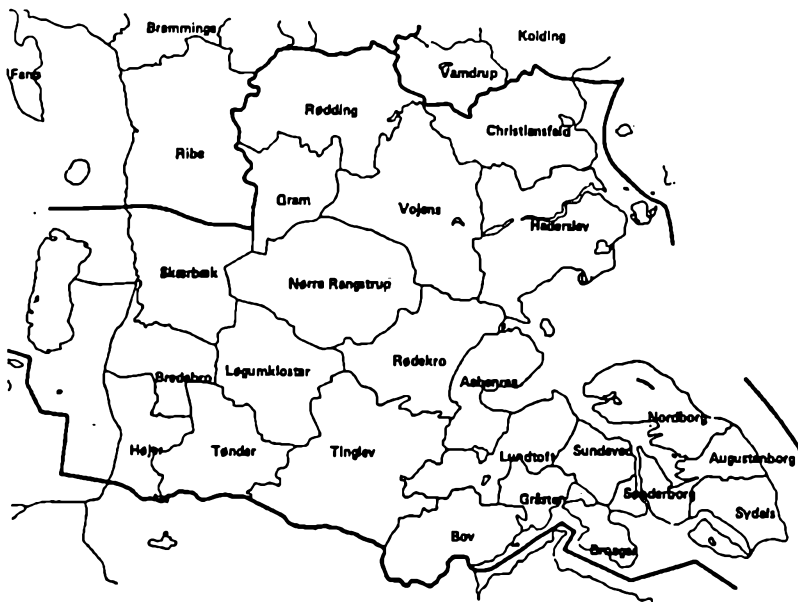 Bramminge
Kolding
Fanø
Vamdrup
Rødding
Christiansfeld
Ribe
Gram
Vojens
Haderslev
Skærbæk
Nørre Rangstrup
Rødekro
Løgumkloster
Bredebro
Aabenraa
Nordborg
Højer
Tønder
Tinglev
Lundtoft
Sundeved
Augustenborg
Gråsten
Sønderborg
Sydals
Bov
Broager